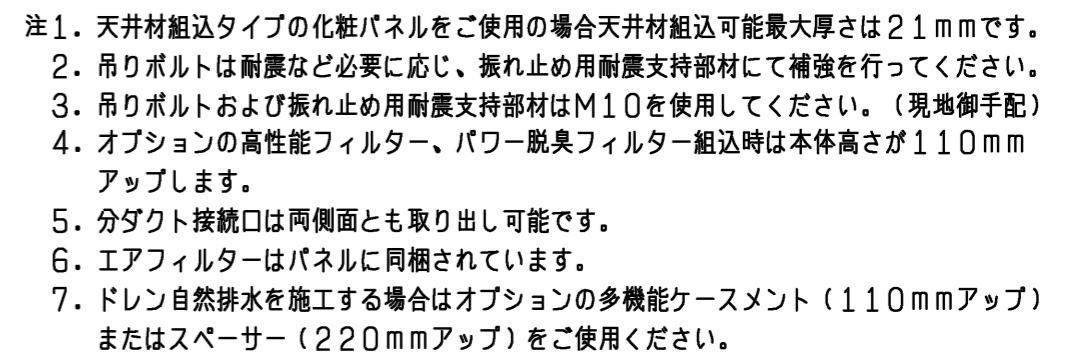 注1．天井材組込タイプの化粧パネルをご使用の場合天井材組込可能最大厚さは21mmです。
2．吊りボルトは耐震など必要に応じ、振れ止め用耐震支持部材にて補強を行ってください。
3．吊りボルトおよび振れ止め用耐震支持部材はM10を使用してください。(現地御手配)
4．オプションの高性能フィルター、パワー脱臭フィルター組込時は本体高さが110mm
アップします。
5．分ダクト接続口は両側面とも取り出し可能です。
6．エアフィルターはパネルに同梱されています。
7．ドレン自然排水を施工する場合はオプションの多機能ケースメント(110mmアップ)
またはスペーサー(220mmアップ)をご使用ください。